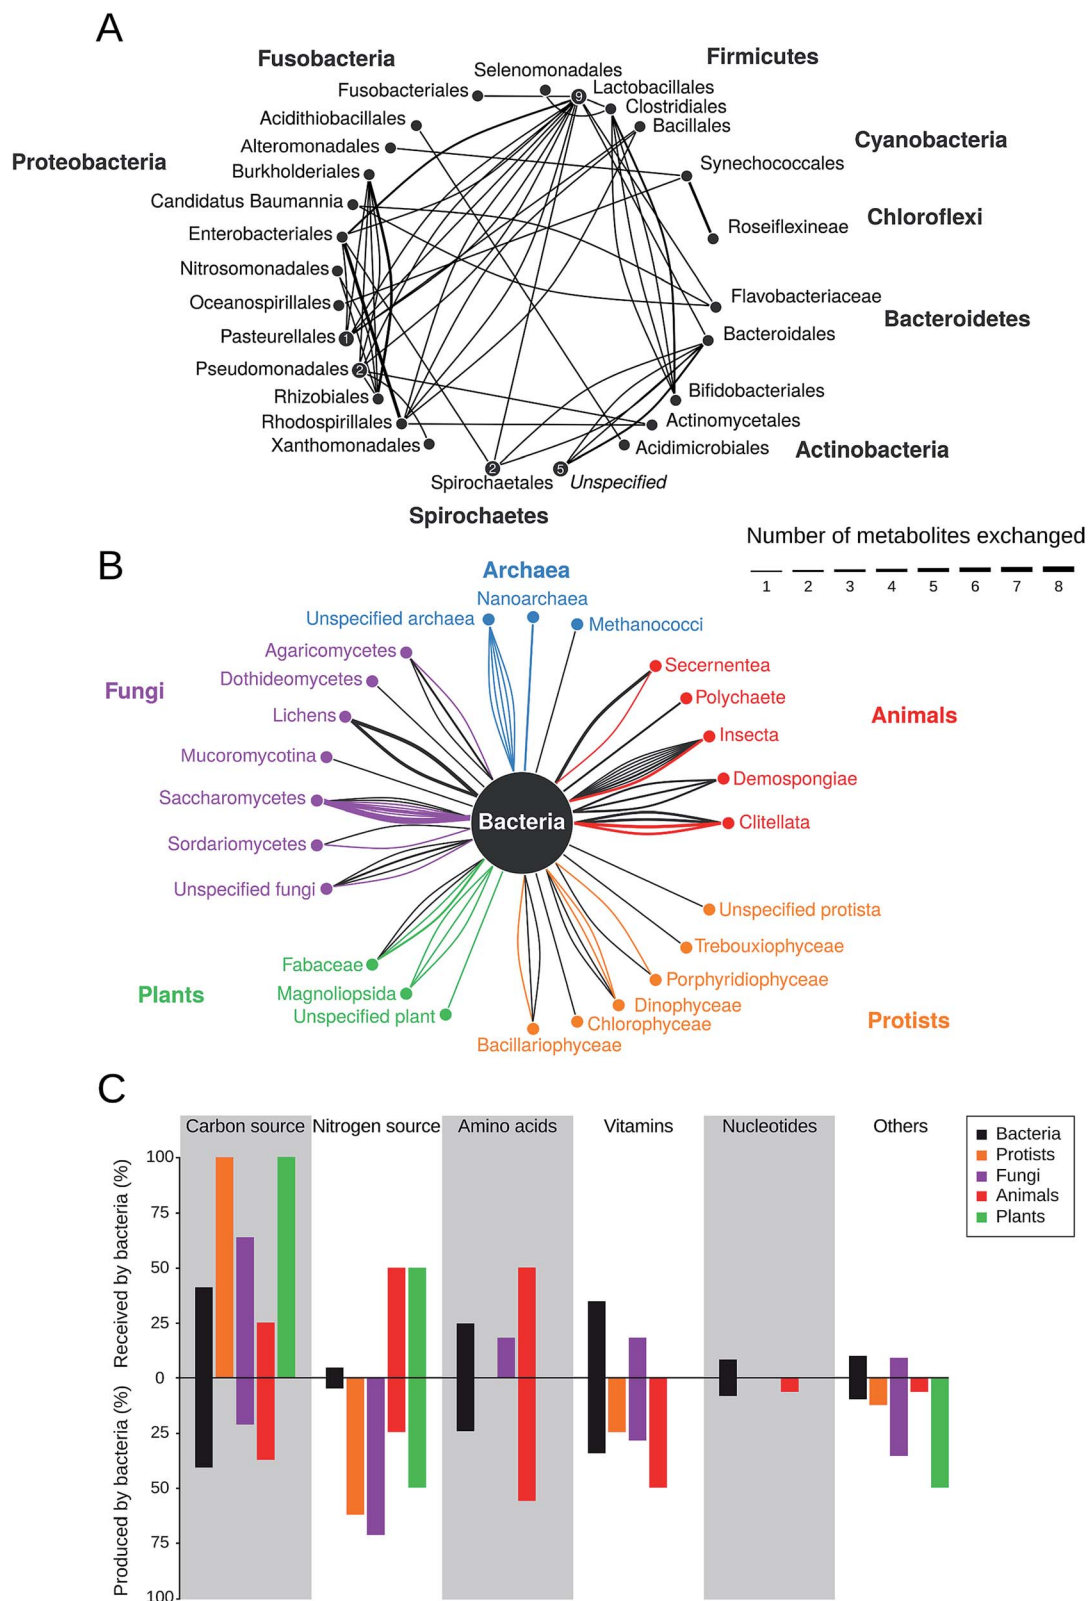 A
Fusobacteria
Firmicutes
Selenomonadales
Fusobacteriales
9
Lactobacillales
Clostridiales
Acidithiobacillales
Bacillales
Alteromonadales
Cyanobacteria
Proteobacteria
Burkholderiales
Synechococcales
Candidatus Baumannia
Chloroflexi
Enterobacteriales
Roseiflexineae
Nitrosomonadales
Oceanospirillales
Flavobacteriaceae
Bacteroidetes
Pasteurellales
1
Bacteroidales
Pseudomonadales
2
Rhizobiales
Bifidobacteriales
Rhodospirillales
Actinomycetales
Xanthomonadales
Acidimicrobiales
Actinobacteria
2
5
Spirochaetales
Unspecified
Spirochaetes
Number of metabolites exchanged
1 2 3 4 5 6 7 8
B
Archaea
Nanoarchaea
Unspecified archaea
Methanococci
Agaricomycetes
Secernentea
Dothideomycetes
Fungi
Polychaete
Lichens
Animals
Insecta
Mucoromycotina
Demospongiae
Saccharomycetes
Bacteria
Clitellata
Sordariomycetes
Unspecified fungi
Unspecified protista
Trebouxiophyceae
Fabaceae
Porphyridiophyceae
Plants
Magnoliopsida
Dinophyceae
Unspecified plant
Chlorophyceae
Protists
Bacillariophyceae
C
Carbon source Nitrogen source Amino acids Vitamins Nucleotides Others
Received by bacteria (%)
Produced by bacteria (%)
100
75
50
25
0
25
50
75
100
Bacteria
Protists
Fungi
Animals
Plants